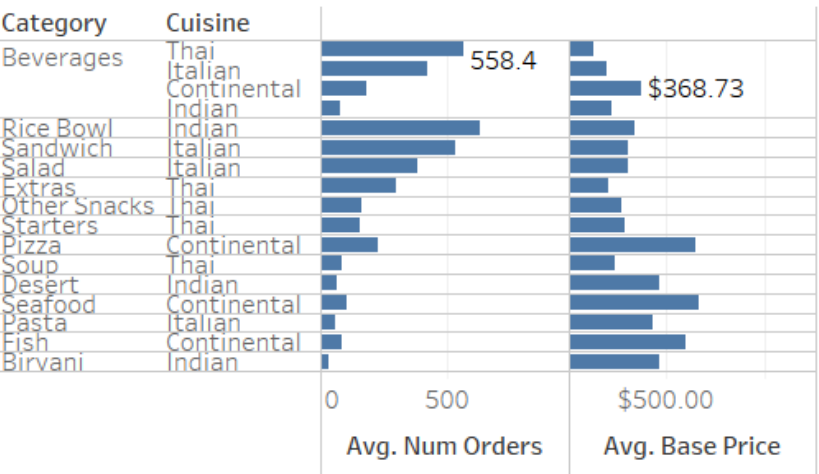 Category Cuisine
Beverages Thai 558.4
Italian
Continental $368.73
Indian
Rice Bowl Indian
Sandwich Italian
Salad Italian
Extras Thai
Other Snacks Thai
Starters Thai
Pizza Continental
Soup Thai
Desert Indian
Seafood Continental
Pasta Italian
Fish Continental
Biryani Indian
0 500 $500.00
Avg. Num Orders Avg. Base Price